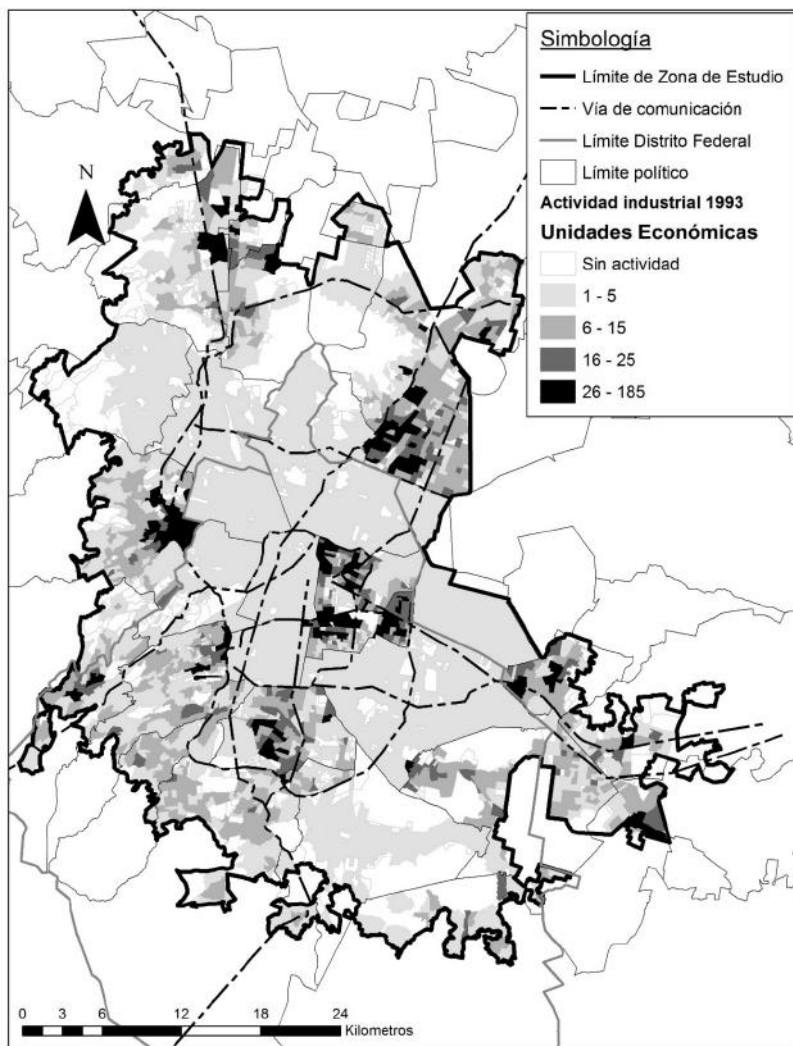 Simbología
Límite de Zona de Estudio
Vía de comunicación
Límite Distrito Federal
Límite político
Actividad industrial 1993
Unidades Económicas
Sin actividad
1 - 5
6 - 15
16 - 25
26 - 185
N
0 3 6 12 18 24
Kilometros